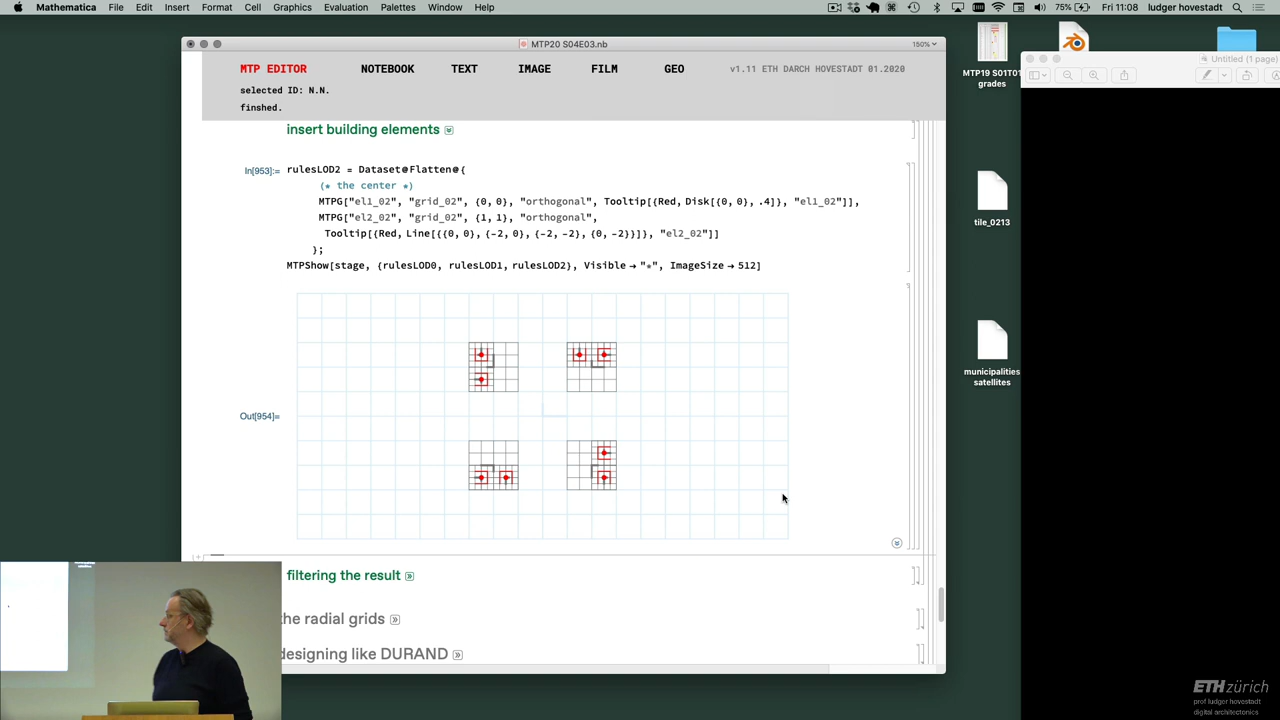 Mathematica File Edit Insert Format Cell Graphics Evaluation Palettes Window Help 75% Fri 11:08 ludger hovestadt
MTP20 S04E03.nb 150%
MTP EDITOR NOTEBOOK TEXT IMAGE FILM GEO v1.11 ETH DARCH HOVESTADT 01.2020
selected ID: N.N.
finshed.
insert building elements
In[953]:= rulesLOD2 = Dataset@Flatten@{
(* the center *)
MTPG["el1_02", "grid_02", {0, 0}, "orthogonal", Tooltip[{Red, Disk[{0, 0}, .4]}, "el1_02"]],
MTPG["el2_02", "grid_02", {1, 1}, "orthogonal",
Tooltip[{Red, Line[{{0, 0}, {-2, 0}, {-2, -2}, {0, -2}}]}, "el2_02"]]
};
MTPShow[stage, {rulesLOD0, rulesLOD1, rulesLOD2}, Visible → "*", ImageSize → 512]
Out[954]=
filtering the result
the radial grids
designing like DURAND
Untitled (1 page)
MTP19 S01T01
grades
tile_0213
municipalities
satellites
ETH zürich
prof ludger hovestadt
digital architectonics